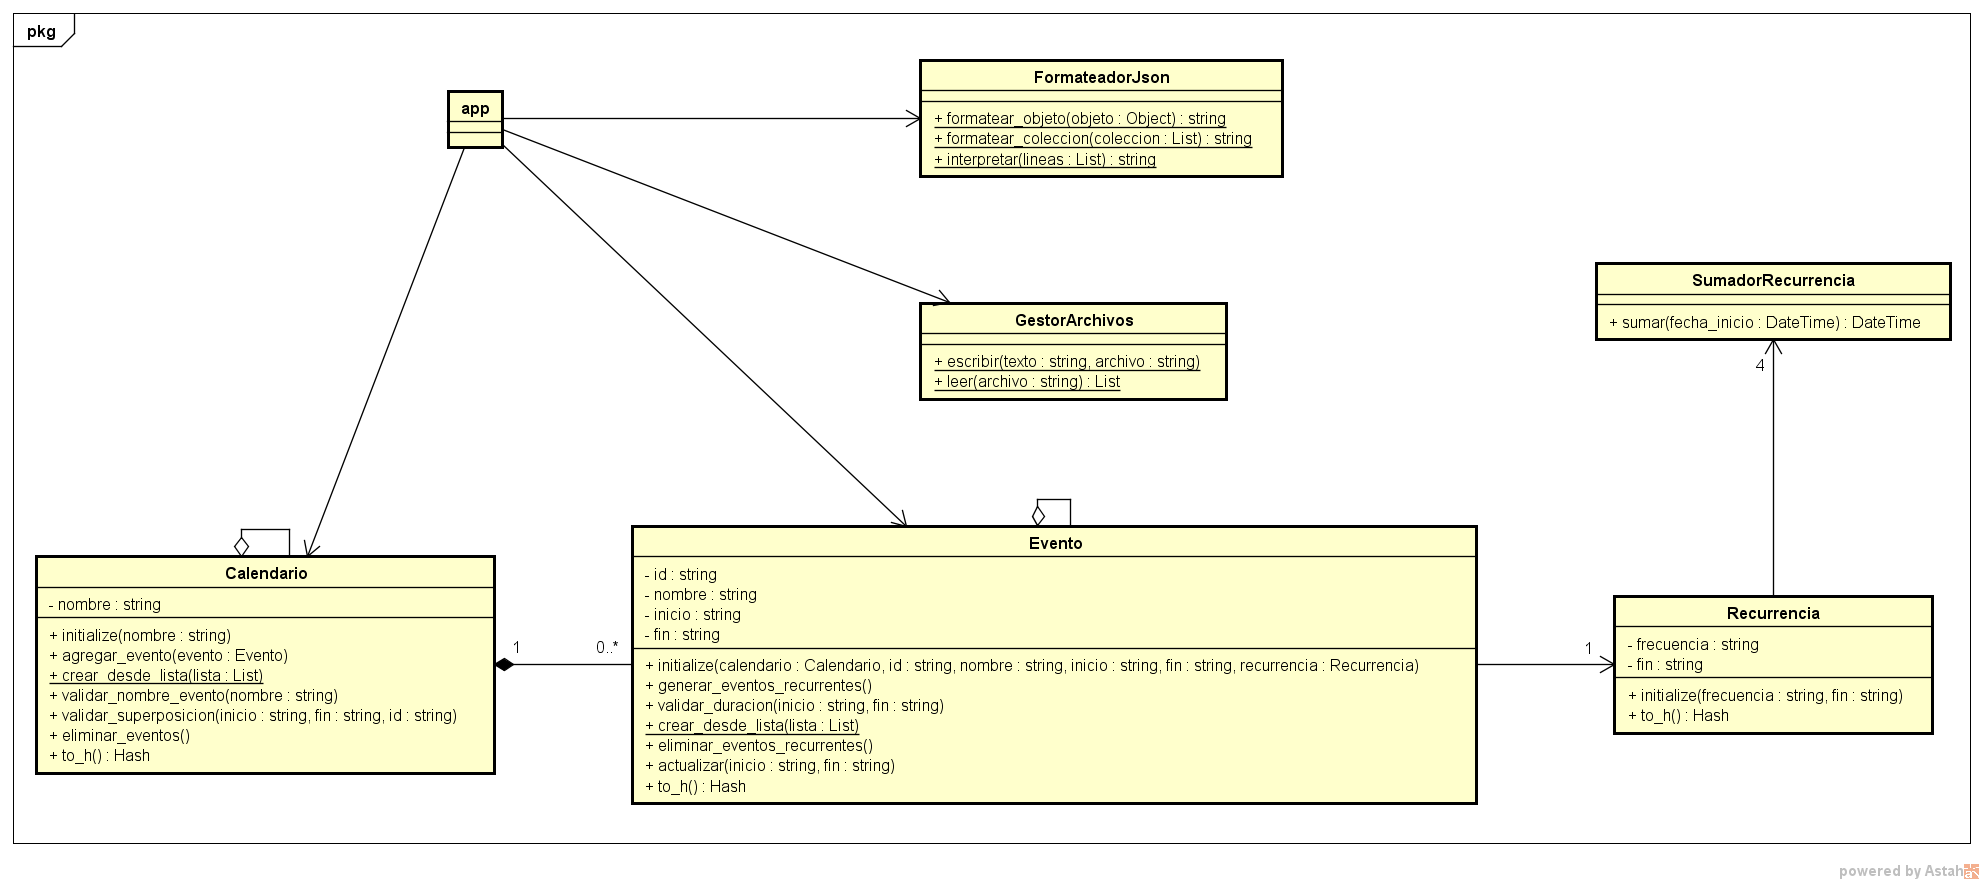 pkg
app
FormateadorJson
+ formatear_objeto(objeto : Object) : string
+ formatear_coleccion(coleccion : List) : string
+ interpretar(lineas : List) : string
GestorArchivos
+ escribir(texto : string, archivo : string)
+ leer(archivo : string) : List
SumadorRecurrencia
+ sumar(fecha_inicio : DateTime) : DateTime
4
Calendario
- nombre : string
+ initialize(nombre : string)
+ agregar_evento(evento : Evento)
+ crear_desde_lista(lista : List)
+ validar_nombre_evento(nombre : string)
+ validar_superposicion(inicio : string, fin : string, id : string)
+ eliminar_eventos()
+ to_h() : Hash
1
0..*
Evento
- id : string
- nombre : string
- inicio : string
- fin : string
+ initialize(calendario : Calendario, id : string, nombre : string, inicio : string, fin : string, recurrencia : Recurrencia)
+ generar_eventos_recurrentes()
+ validar_duracion(inicio : string, fin : string)
+ crear_desde_lista(lista : List)
+ eliminar_eventos_recurrentes()
+ actualizar(inicio : string, fin : string)
+ to_h() : Hash
1
Recurrencia
- frecuencia : string
- fin : string
+ initialize(frecuencia : string, fin : string)
+ to_h() : Hash
powered by Astah